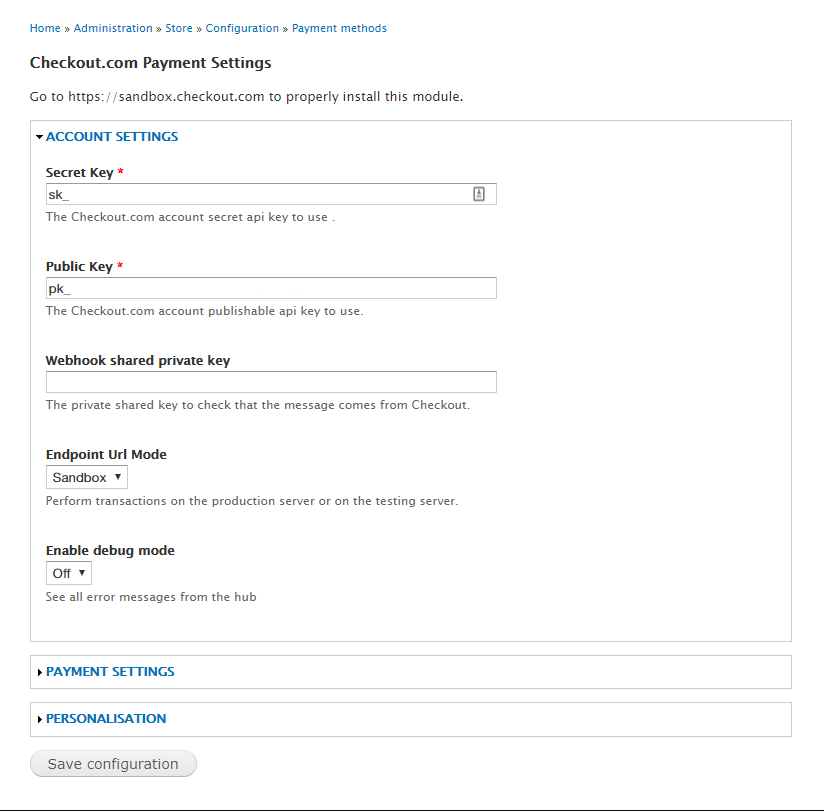 Home » Administration » Store » Configuration » Payment methods
Checkout.com Payment Settings
Go to https://sandbox.checkout.com to properly install this module.
ACCOUNT SETTINGS
Secret Key *
sk_
The Checkout.com account secret api key to use .
Public Key *
pk_
The Checkout.com account publishable api key to use.
Webhook shared private key
The private shared key to check that the message comes from Checkout.
Endpoint Url Mode
Sandbox
Perform transactions on the production server or on the testing server.
Enable debug mode
Off
See all error messages from the hub
PAYMENT SETTINGS
PERSONALISATION
Save configuration